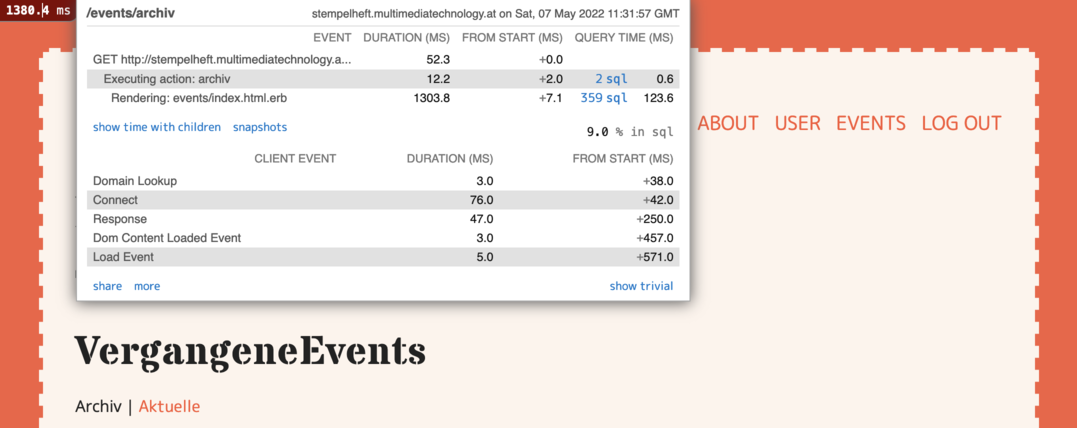 1380.4 ms
/events/archiv stempelheft.multimediatechnology.at on Sat, 07 May 2022 11:31:57 GMT
EVENT DURATION (MS) FROM START (MS) QUERY TIME (MS)
GET http://stempelheft.multimediatechnology.a... 52.3 +0.0
Executing action: archiv 12.2 +2.0 2 sql 0.6
Rendering: events/index.html.erb 1303.8 +7.1 359 sql 123.6
show time with children snapshots
9.0 % in sql
CLIENT EVENT DURATION (MS) FROM START (MS)
Domain Lookup 3.0 +38.0
Connect 76.0 +42.0
Response 47.0 +250.0
Dom Content Loaded Event 3.0 +457.0
Load Event 5.0 +571.0
share more show trivial
ABOUT USER EVENTS LOG OUT
VergangeneEvents
Archiv | Aktuelle